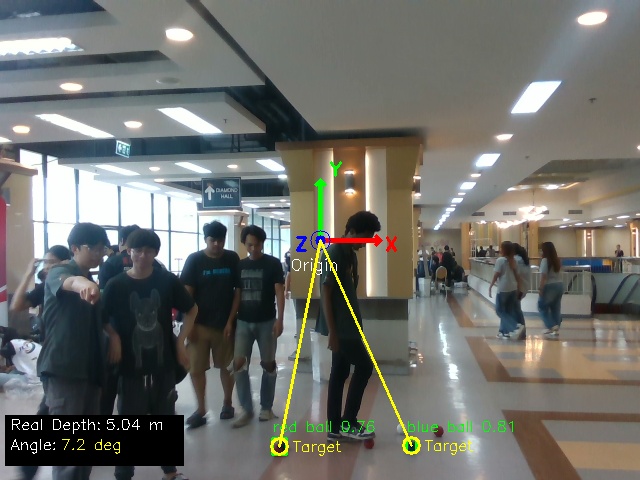 DIAMOND
HALL
Y
Z
X
Origin
red ball 0.76
blue ball 0.81
Target
Target
Real Depth: 5.04 m
Angle: 7.2 deg